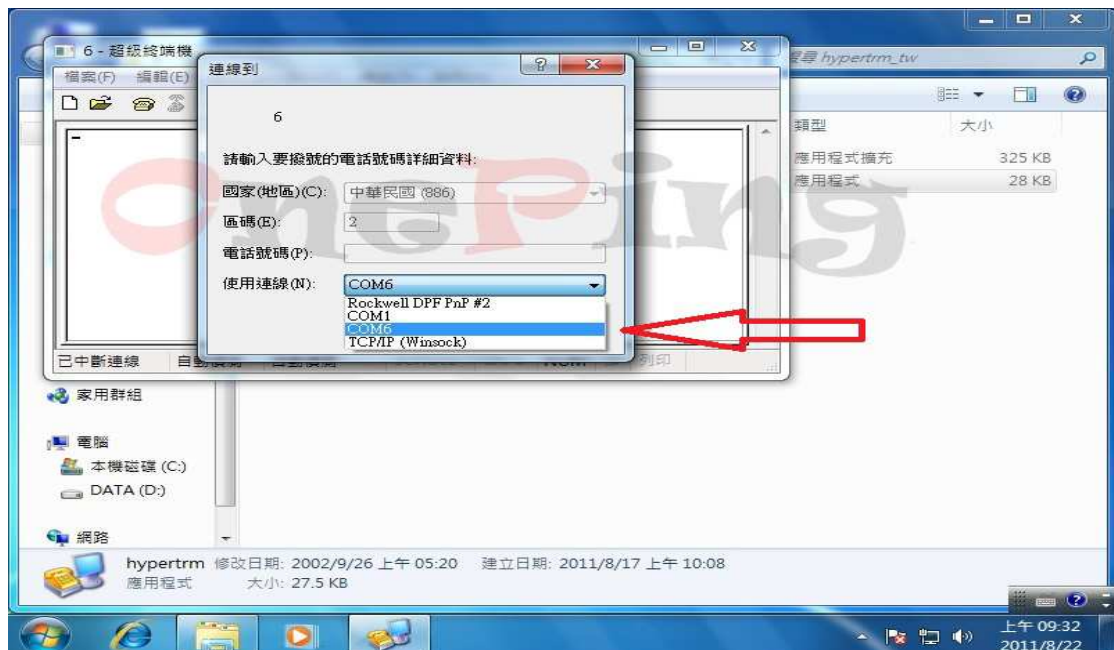 6 - 超級終端機
搜尋 hypertrm_tw
檔案(F) 編輯(E)
連線到
6
請輸入要撥號的電話號碼詳細資料:
國家(地區)(C): 中華民國 (886)
區碼(E): 2
電話號碼(P):
使用連線(N): COM6
Rockwell DPF PnP #2
COM1
COM6
TCP/IP (Winsock)
類型 大小
應用程式擴充 325 KB
應用程式 28 KB
OnePing
已中斷連線 列印
家用群組
電腦
本機磁碟 (C:)
DATA (D:)
網路
hypertrm 修改日期: 2002/9/26 上午 05:20 建立日期: 2011/8/17 上午 10:08
應用程式 大小: 27.5 KB
上午 09:32
2011/8/22